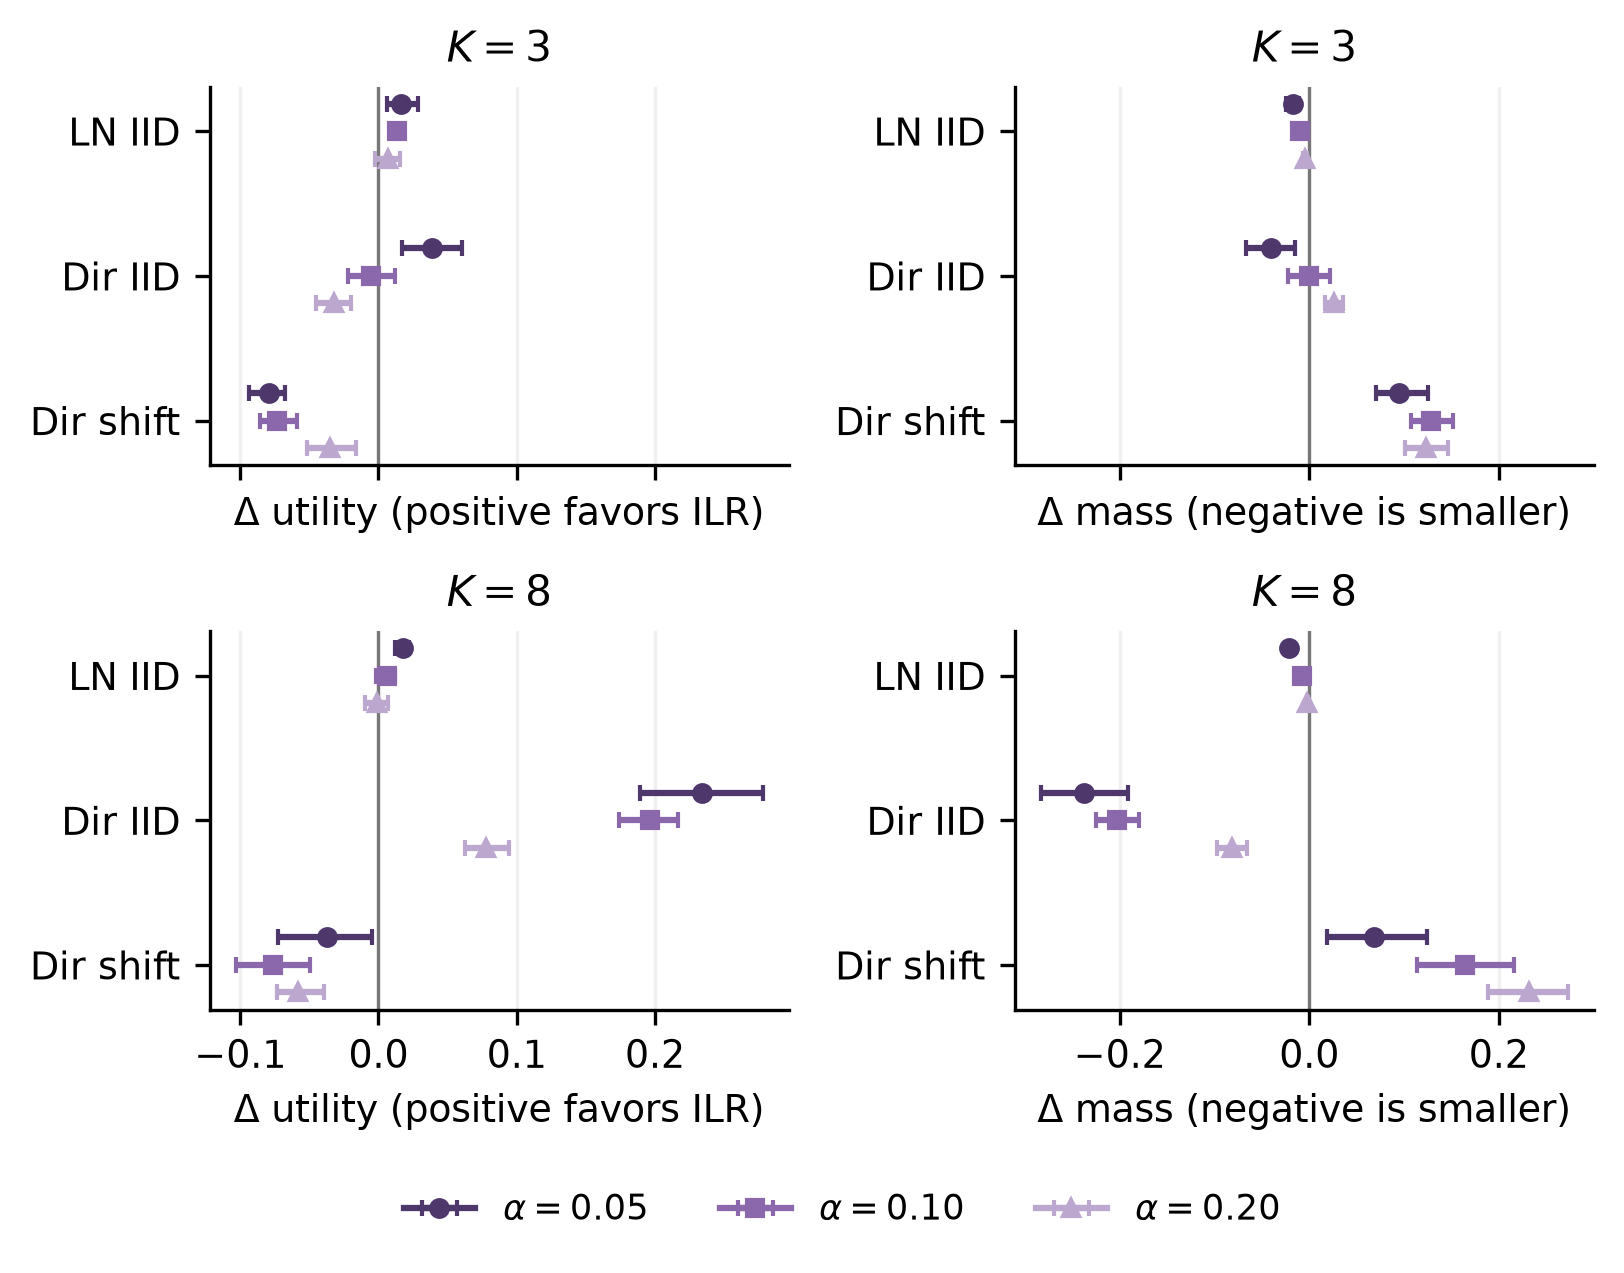 K = 3
K = 3
LN IID
Dir IID
Dir shift
LN IID
Dir IID
Dir shift
Δ utility (positive favors ILR)
Δ mass (negative is smaller)
K = 8
K = 8
LN IID
Dir IID
Dir shift
LN IID
Dir IID
Dir shift
−0.1 0.0 0.1 0.2
−0.2 0.0 0.2
Δ utility (positive favors ILR)
Δ mass (negative is smaller)
α = 0.05 α = 0.10 α = 0.20